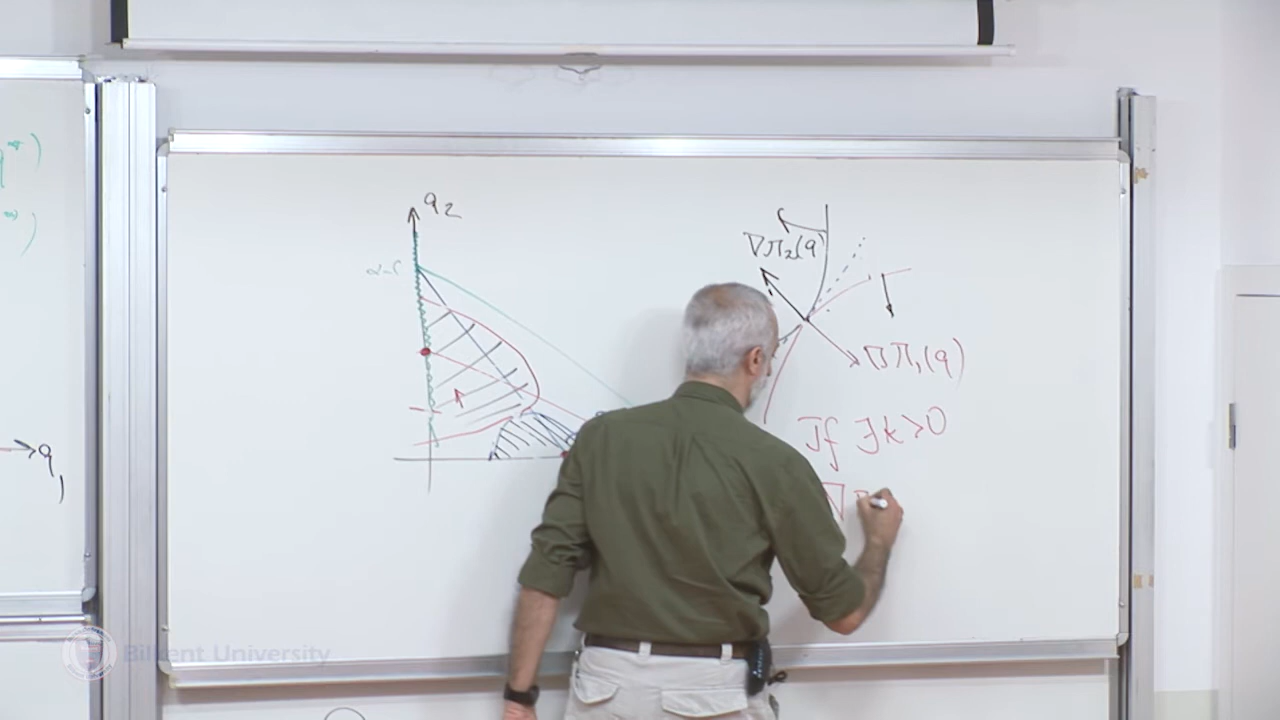 q₂
α-c
∇π₂(q)
∇π₁(q)
If ∃k>0
∇
q₁
Bilkent University